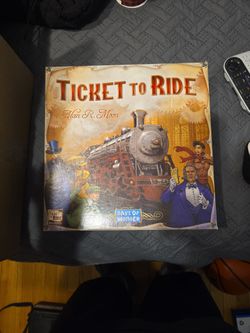 TICKET TO RIDE
Alan R. Moon
DAYS OF
WONDER